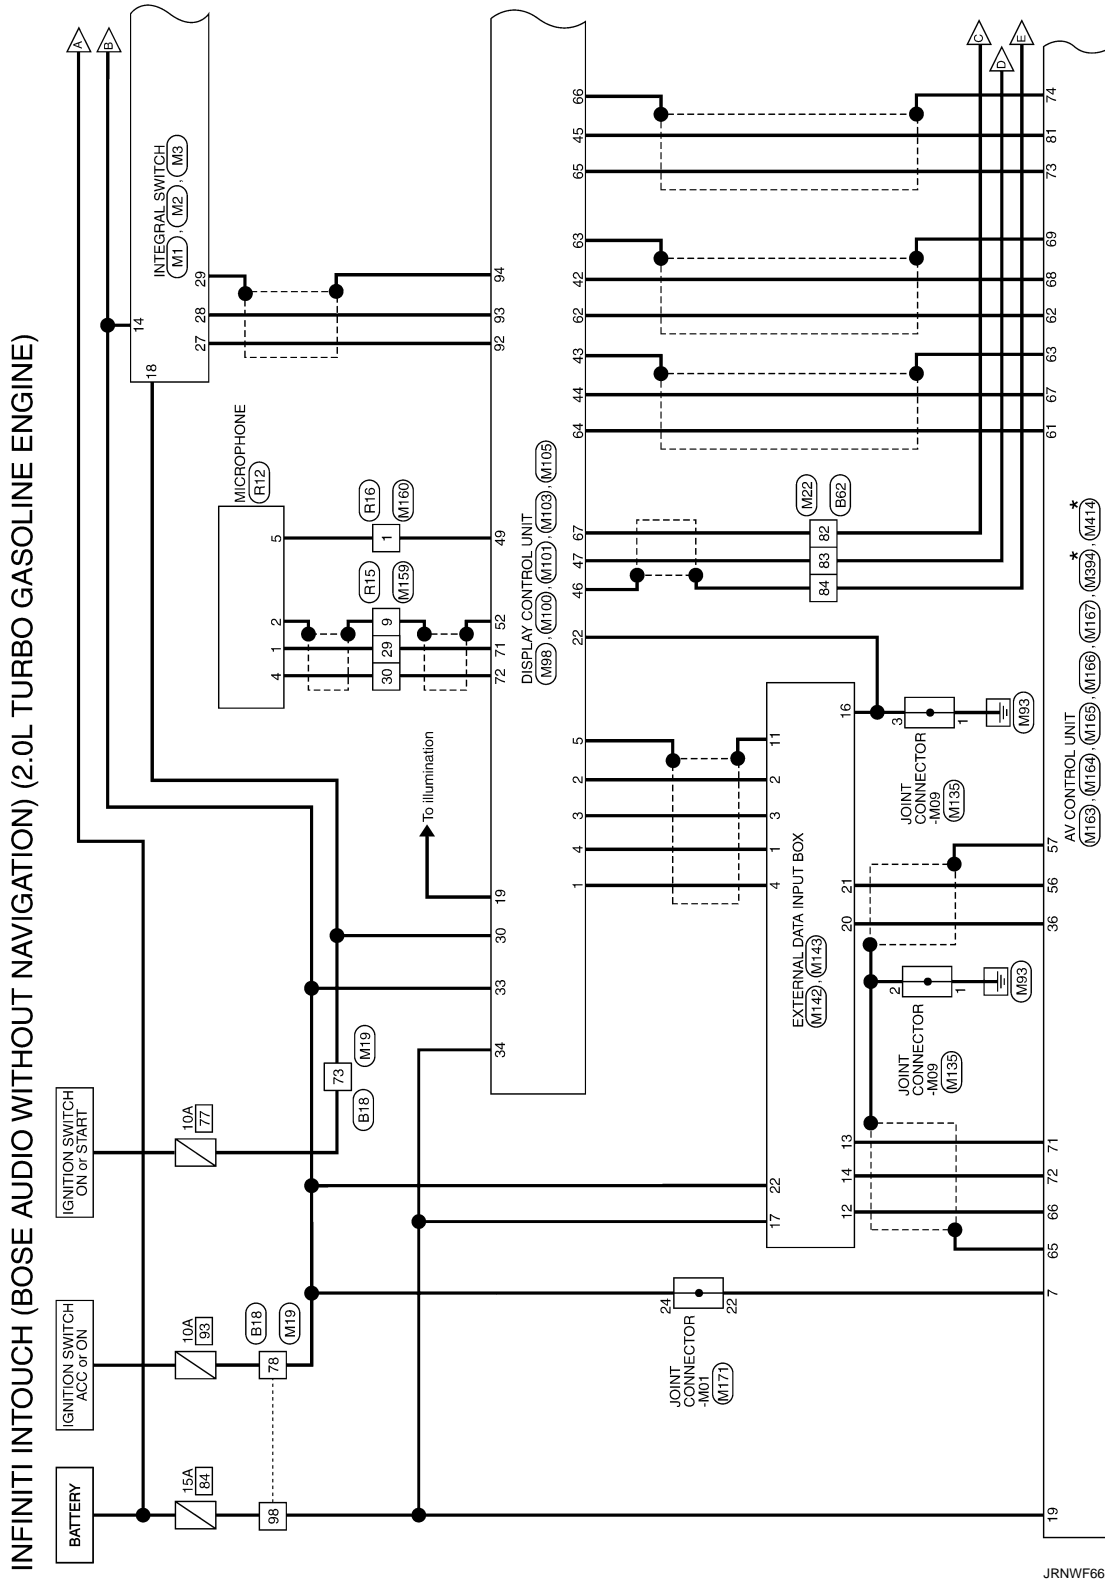 INFINITI INTOUCH (BOSE AUDIO WITHOUT NAVIGATION) (2.0L TURBO GASOLINE ENGINE)
BATTERY
IGNITION SWITCH
ACC or ON
IGNITION SWITCH
ON or START
15A
84
10A
93
10A
77
98
78
B18
M19
73
B18
M19
A
B
To illumination
INTEGRAL SWITCH
M1 , M2 , M3
18
14
27
28
29
MICROPHONE
R12
4
1
2
5
30
29
9
R15
M159
1
R16
M160
34
33
30
19
72
71
52
49
92
93
94
DISPLAY CONTROL UNIT
M98 , M100 , M101 , M103 , M105
1
4
3
2
5
22
46
47
67
64
44
43
62
42
63
65
45
66
84
83
82
M22
B62
C
D
E
17
22
4
1
3
2
11
EXTERNAL DATA INPUT BOX
M142 , M143
12
14
13
20
21
16
JOINT
CONNECTOR
-M01
M171
24
22
JOINT
CONNECTOR
-M09
M135
2
1
M93
JOINT
CONNECTOR
-M09
M135
3
1
M93
19
7
65
66
72
71
36
56
57
61
67
63
62
68
69
73
81
74
AV CONTROL UNIT
M163 , M164 , M165 , M166 , M167 , M394 , M414
*
*
JRNWF66